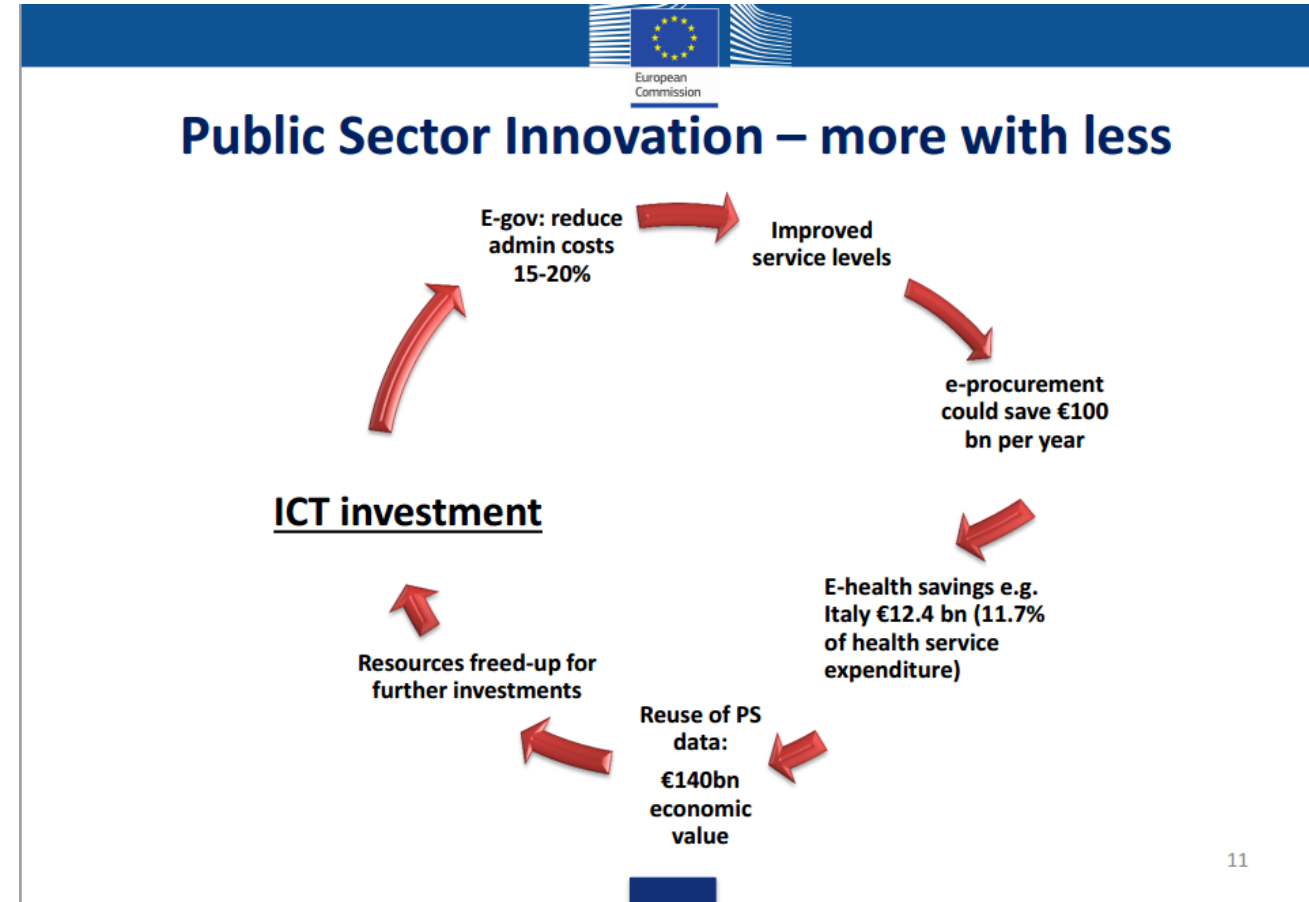 European
Commission
Public Sector Innovation – more with less
E-gov: reduce
admin costs
15-20%
Improved
service levels
e-procurement
could save €100
bn per year
E-health savings e.g.
Italy €12.4 bn (11.7%
of health service
expenditure)
Reuse of PS
data:
€140bn
economic
value
Resources freed-up for
further investments
ICT investment
11